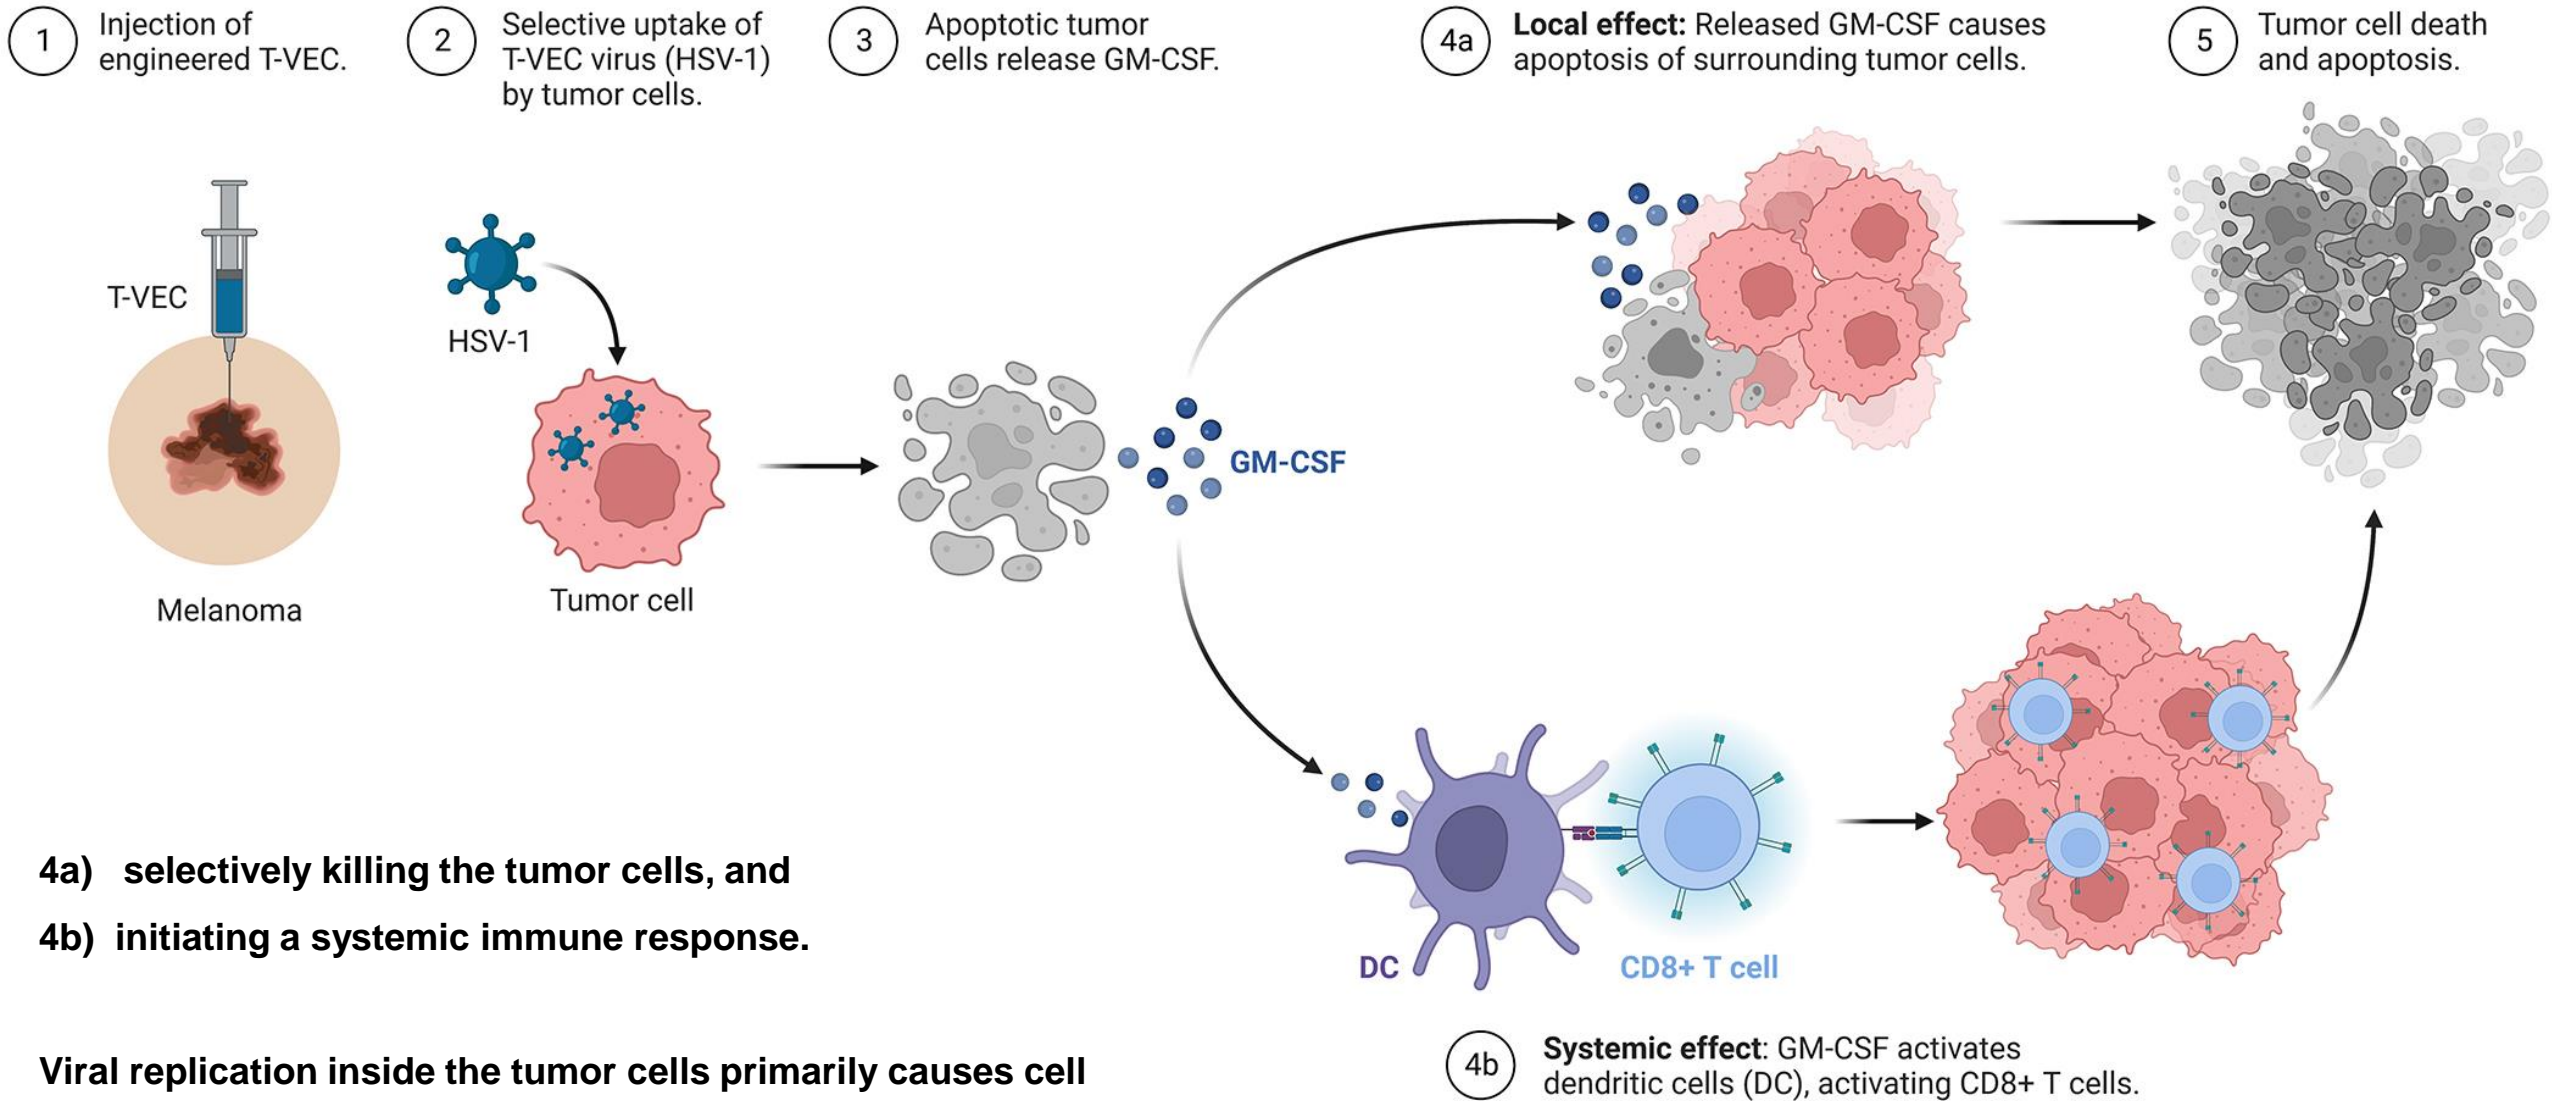 1
Injection of
engineered T-VEC.
2
Selective uptake of
T-VEC virus (HSV-1)
by tumor cells.
3
Apoptotic tumor
cells release GM-CSF.
4a
Local effect: Released GM-CSF causes
apoptosis of surrounding tumor cells.
5
Tumor cell death
and apoptosis.
T-VEC
Melanoma
HSV-1
Tumor cell
GM-CSF
DC
CD8+ T cell
4b
Systemic effect: GM-CSF activates
dendritic cells (DC), activating CD8+ T cells.
4a) selectively killing the tumor cells, and
4b) initiating a systemic immune response.
Viral replication inside the tumor cells primarily causes cell